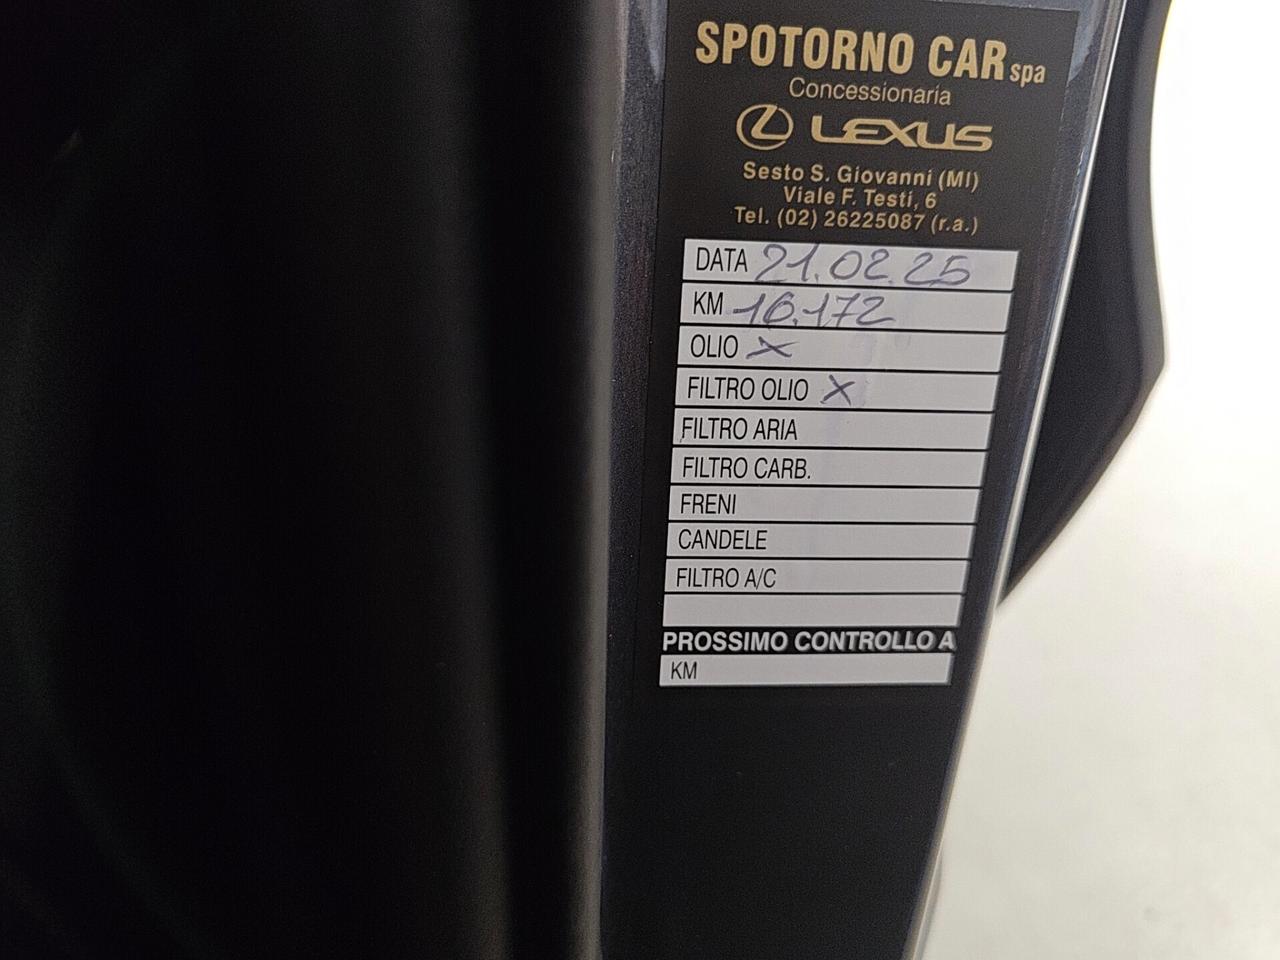 SPOTORNO CAR spa
Concessionaria
LEXUS
Sesto S. Giovanni (MI)
Viale F. Testi, 6
Tel. (02) 26225087 (r.a.)
DATA 21.02.25
KM 16.172
OLIO X
FILTRO OLIO X
FILTRO ARIA
FILTRO CARB.
FRENI
CANDELE
FILTRO A/C
PROSSIMO CONTROLLO A
KM